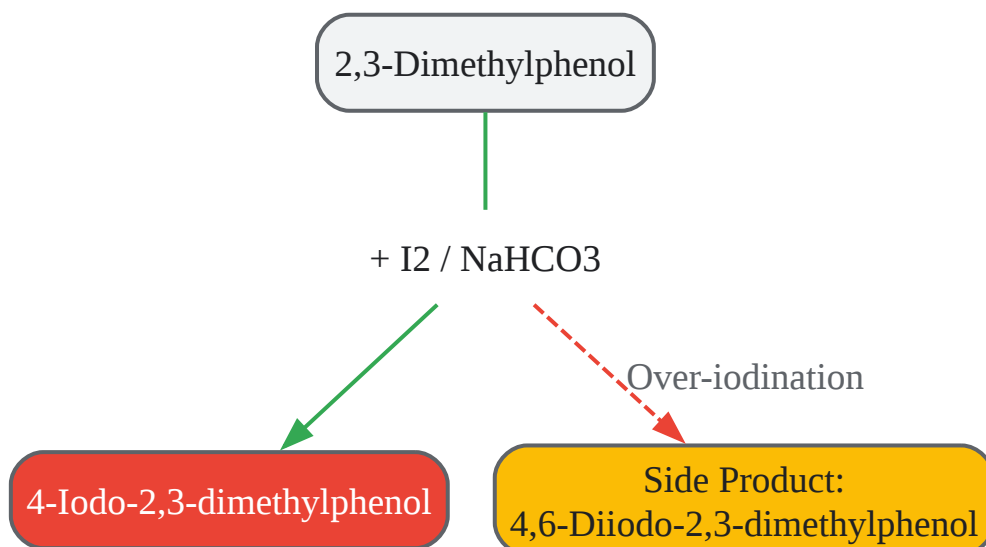 2,3-Dimethylphenol
+ I2 / NaHCO3
Over-iodination
4-Iodo-2,3-dimethylphenol
Side Product:
4,6-Diiodo-2,3-dimethylphenol